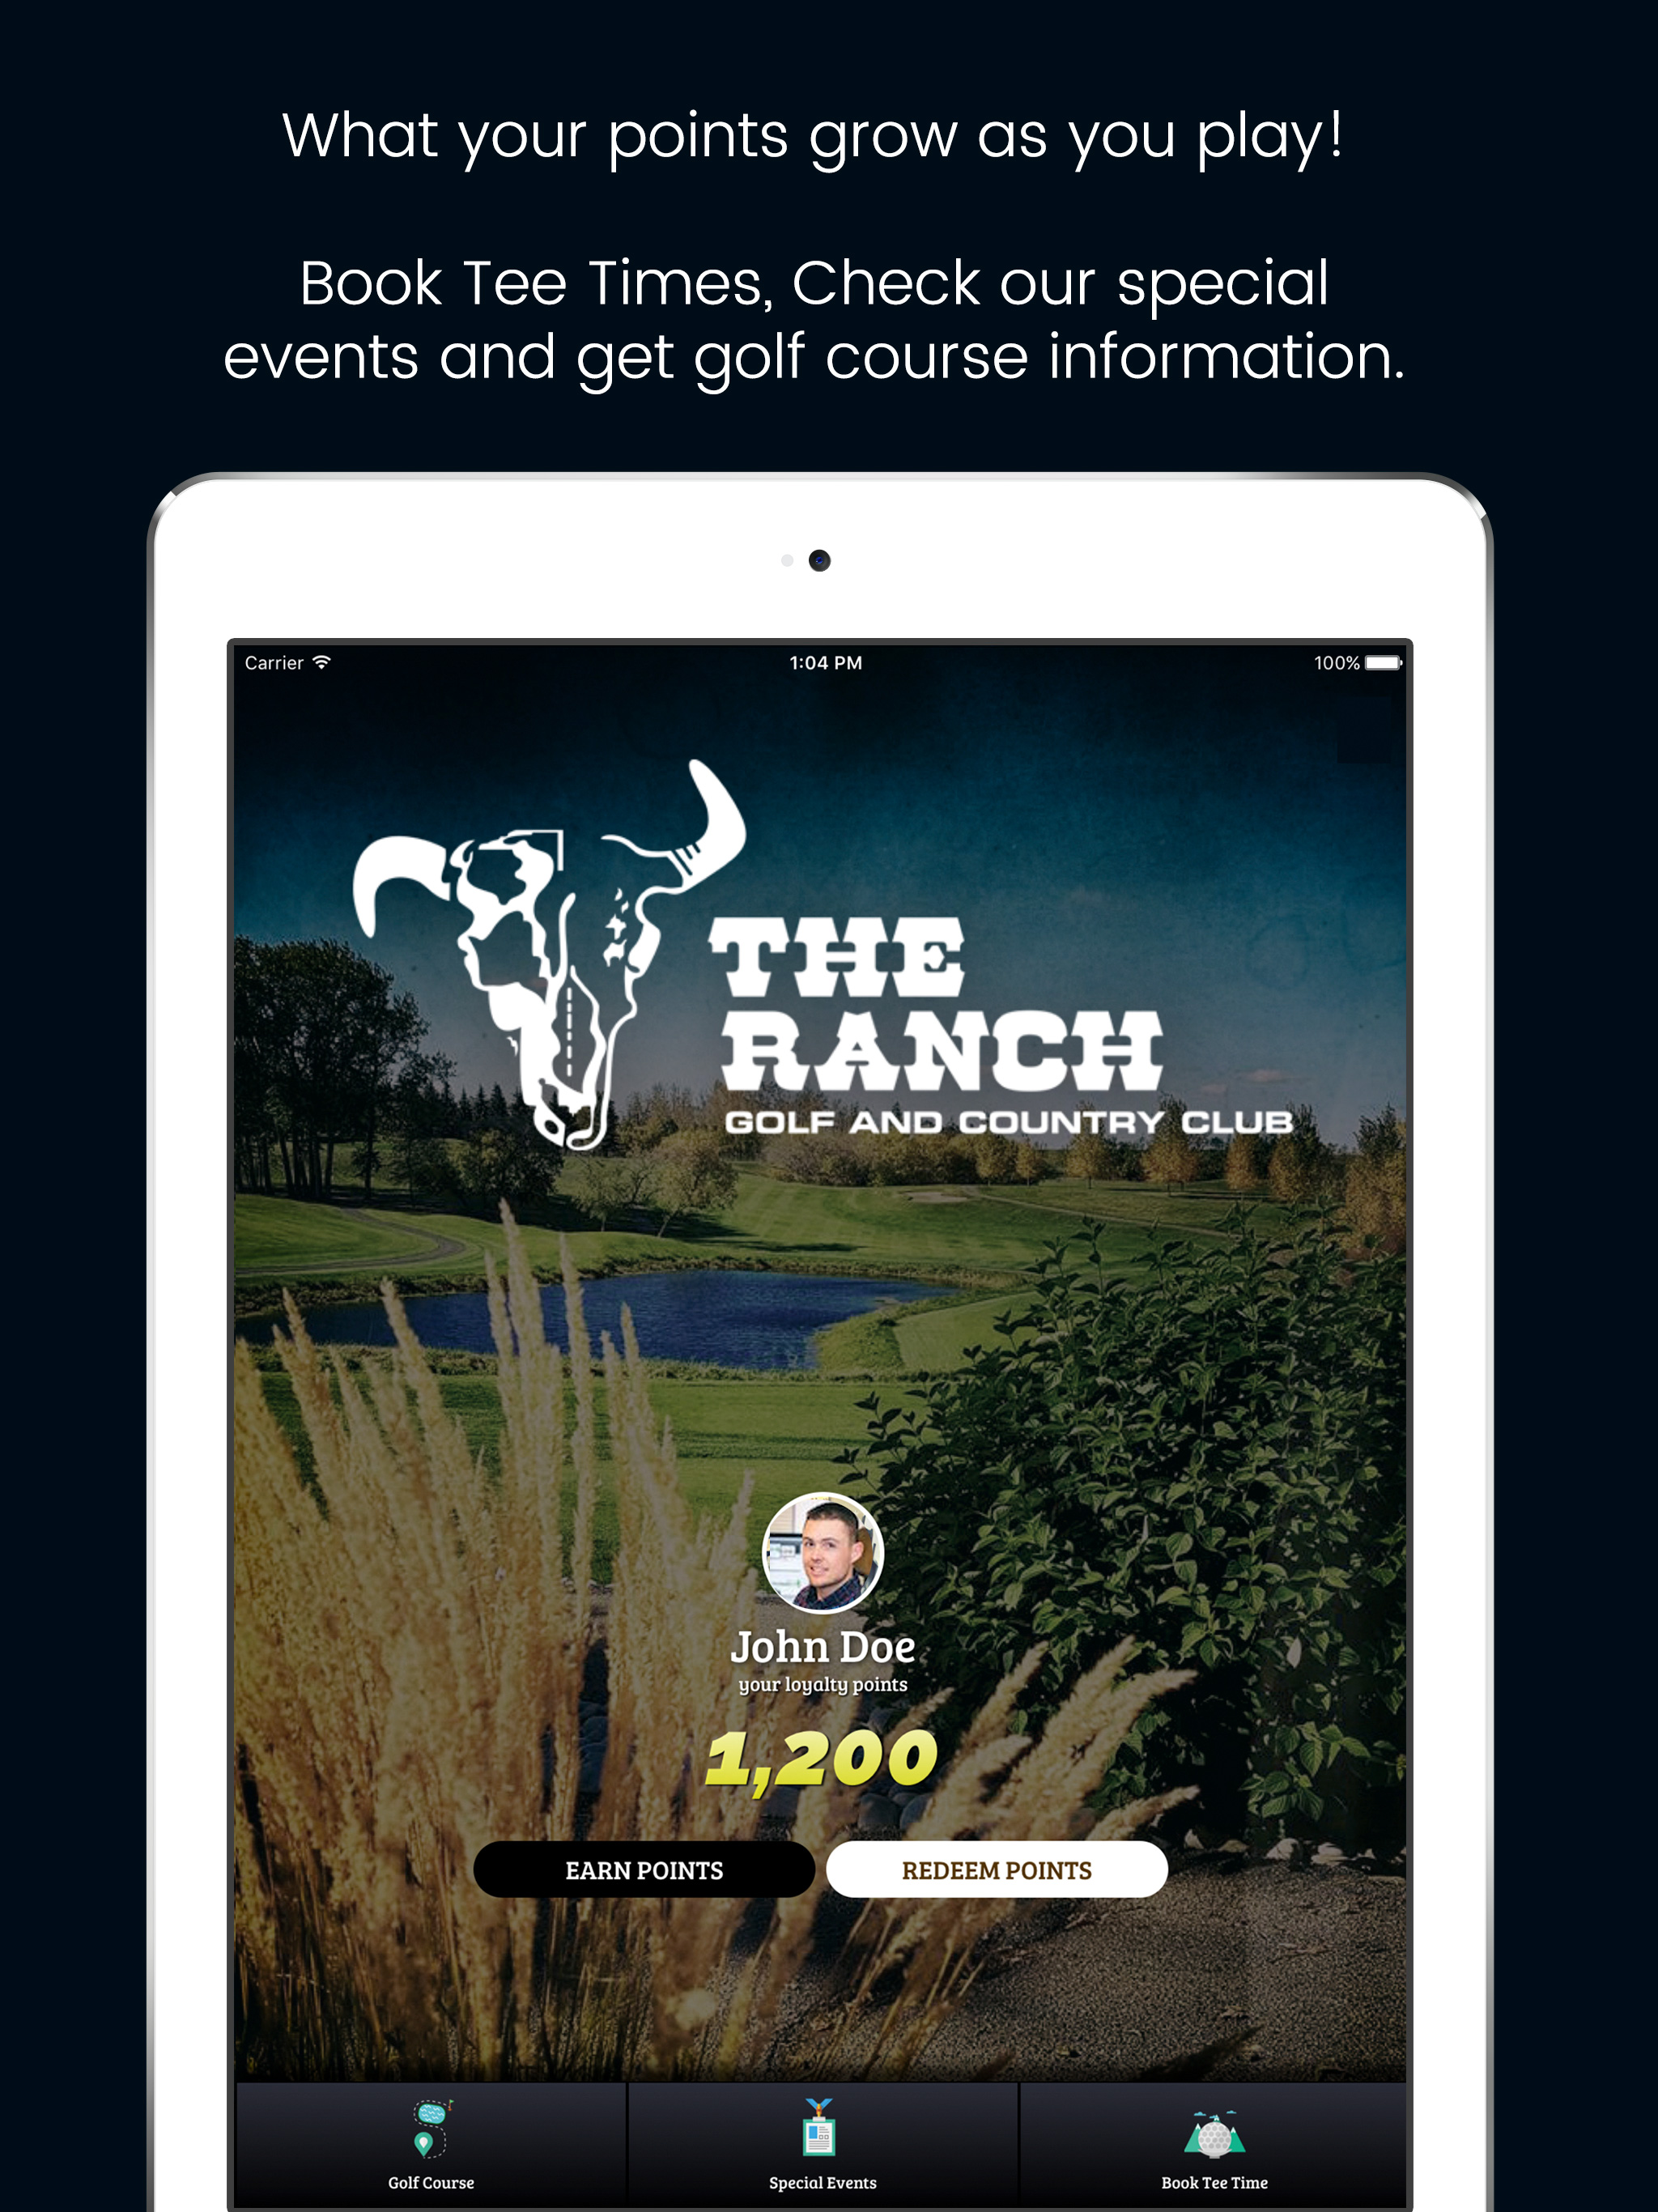 What your points grow as you play!
Book Tee Times, Check our special
events and get golf course information.
Carrier 1:04 PM 100%
THE
RANCH
GOLF AND COUNTRY CLUB
John Doe
your loyalty points
1,200
EARN POINTS REDEEM POINTS
Golf Course Special Events Book Tee Time